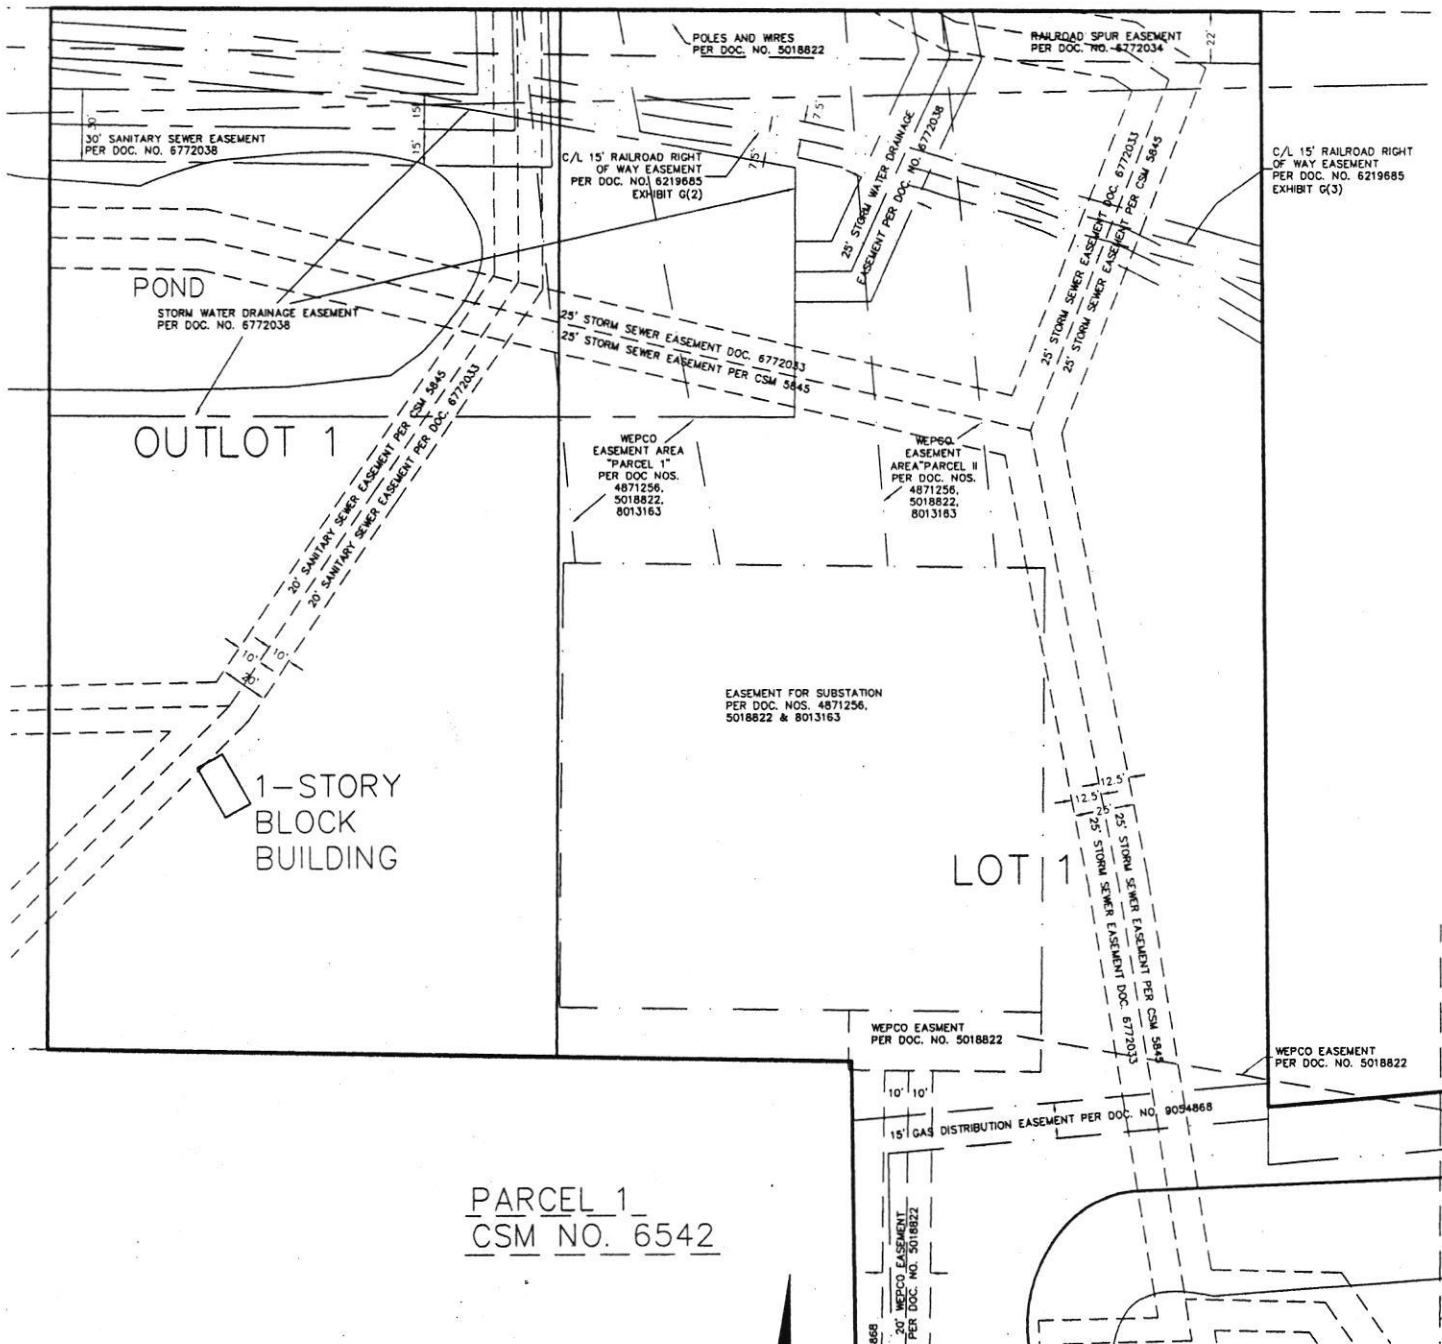 POLES AND WIRES
PER DOC. NO. 5018822
RAILROAD SPUR EASEMENT
PER DOC. NO. 6772034
22'
30'
30' SANITARY SEWER EASEMENT
PER DOC. NO. 6772038
15'
15'
C/L 15' RAILROAD RIGHT
OF WAY EASEMENT
PER DOC. NO. 6219685
EXHIBIT G(2)
7.5'
7.5'
25' STORM WATER DRAINAGE
EASEMENT PER DOC. NO. 6772038
25' STORM SEWER EASEMENT DOC. 6772033
25' STORM SEWER EASEMENT PER CSM 5845
C/L 15' RAILROAD RIGHT
OF WAY EASEMENT
PER DOC. NO. 6219685
EXHIBIT G(3)
POND
STORM WATER DRAINAGE EASEMENT
PER DOC. NO. 6772038
25' STORM SEWER EASEMENT DOC. 6772033
25' STORM SEWER EASEMENT PER CSM 5845
OUTLOT 1
20' SANITARY SEWER EASEMENT PER CSM 5845
20' SANITARY SEWER EASEMENT PER DOC. 6772033
WEPCO
EASEMENT AREA
"PARCEL 1"
PER DOC NOS.
4871256,
5018822,
8013163
WEPCO
EASEMENT
AREA"PARCEL II
PER DOC. NOS.
4871256,
5018822,
8013163
10'
10'
20'
EASEMENT FOR SUBSTATION
PER DOC. NOS. 4871256,
5018822 & 8013163
1-STORY
BLOCK
BUILDING
12.5'
12.5'
25'
LOT 1
25' STORM SEWER EASEMENT DOC. 6772033
25' STORM SEWER EASEMENT PER CSM 5845
WEPCO EASMENT
PER DOC. NO. 5018822
WEPCO EASEMENT
PER DOC. NO. 5018822
10'
10'
15' GAS DISTRIBUTION EASEMENT PER DOC. NO. 9054868
PARCEL 1
CSM NO. 6542
20' WEPCO EASEMENT
PER DOC. NO. 5018822
868